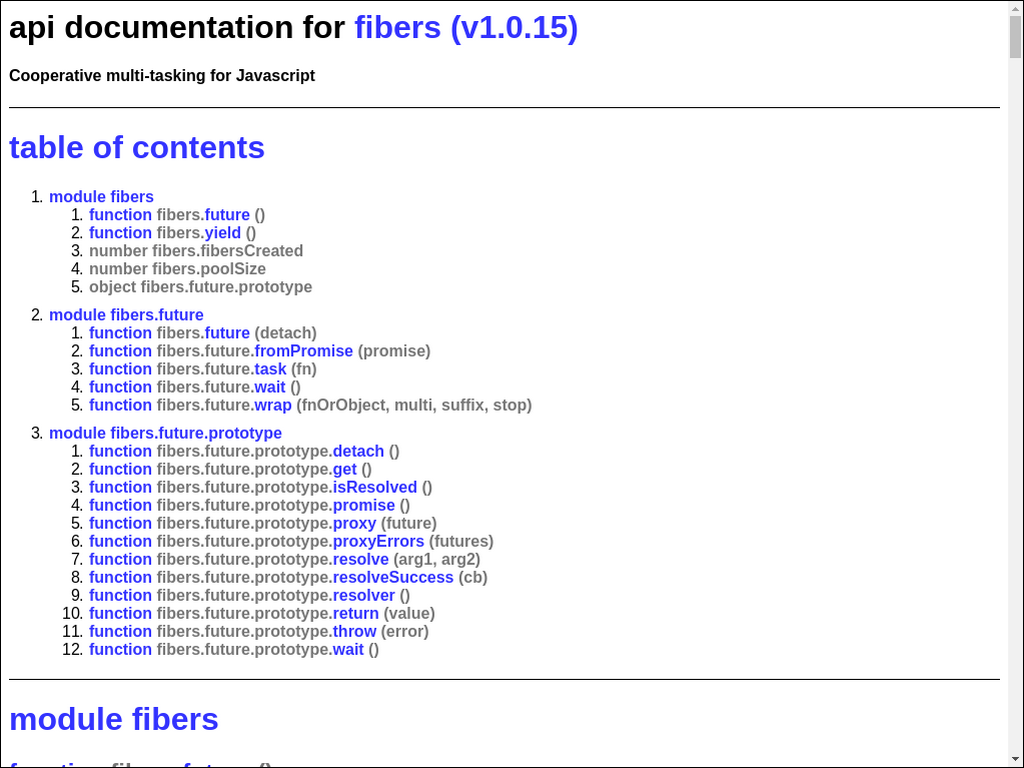 api documentation for fibers (v1.0.15)
Cooperative multi-tasking for Javascript
table of contents
1. module fibers
1. function fibers.future ()
2. function fibers.yield ()
3. number fibers.fibersCreated
4. number fibers.poolSize
5. object fibers.future.prototype
2. module fibers.future
1. function fibers.future (detach)
2. function fibers.future.fromPromise (promise)
3. function fibers.future.task (fn)
4. function fibers.future.wait ()
5. function fibers.future.wrap (fnOrObject, multi, suffix, stop)
3. module fibers.future.prototype
1. function fibers.future.prototype.detach ()
2. function fibers.future.prototype.get ()
3. function fibers.future.prototype.isResolved ()
4. function fibers.future.prototype.promise ()
5. function fibers.future.prototype.proxy (future)
6. function fibers.future.prototype.proxyErrors (futures)
7. function fibers.future.prototype.resolve (arg1, arg2)
8. function fibers.future.prototype.resolveSuccess (cb)
9. function fibers.future.prototype.resolver ()
10. function fibers.future.prototype.return (value)
11. function fibers.future.prototype.throw (error)
12. function fibers.future.prototype.wait ()
module fibers